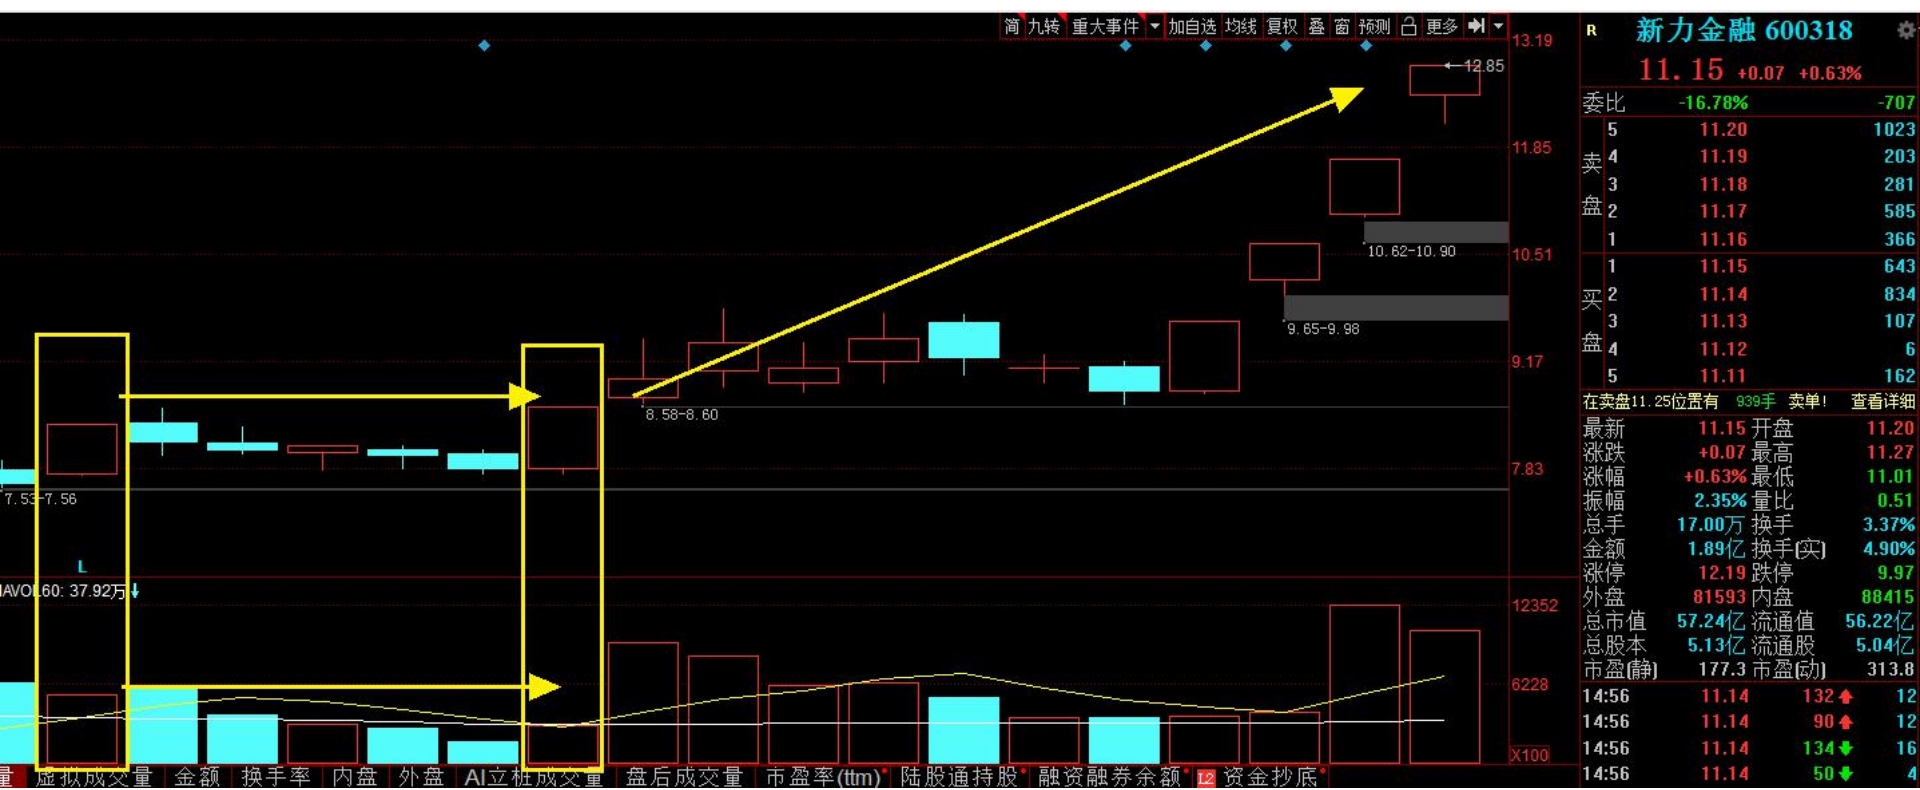 简 九转 重大事件 加自选 均线 复权 叠 窗 预测 更多
13.19
12.85
11.85
10.62-10.90
10.51
9.65-9.98
9.17
8.58-8.60
7.83
7.53-7.56
L
MAVOL60: 37.92万
12352
6228
X100
量 虚拟成交量 金额 换手率 内盘 外盘 AI立桩成交量 盘后成交量 市盈率(ttm) 陆股通持股 融资融券余额 L2 资金抄底
R 新力金融 600318
11.15 +0.07 +0.63%
委比 -16.78% -707
卖盘
5 11.20 1023
4 11.19 203
3 11.18 281
2 11.17 585
1 11.16 366
买盘
1 11.15 643
2 11.14 834
3 11.13 107
4 11.12 6
5 11.11 162
在卖盘11.25位置有 939手 卖单! 查看详细
最新 11.15 开盘 11.20
涨跌 +0.07 最高 11.27
涨幅 +0.63% 最低 11.01
振幅 2.35% 量比 0.51
总手 17.00万 换手 3.37%
金额 1.89亿 换手(实) 4.90%
涨停 12.19 跌停 9.97
外盘 81593 内盘 88415
总市值 57.24亿 流通值 56.22亿
总股本 5.13亿 流通股 5.04亿
市盈(静) 177.3 市盈(动) 313.8
14:56 11.14 132 12
14:56 11.14 90 12
14:56 11.14 134 16
14:56 11.14 50 4